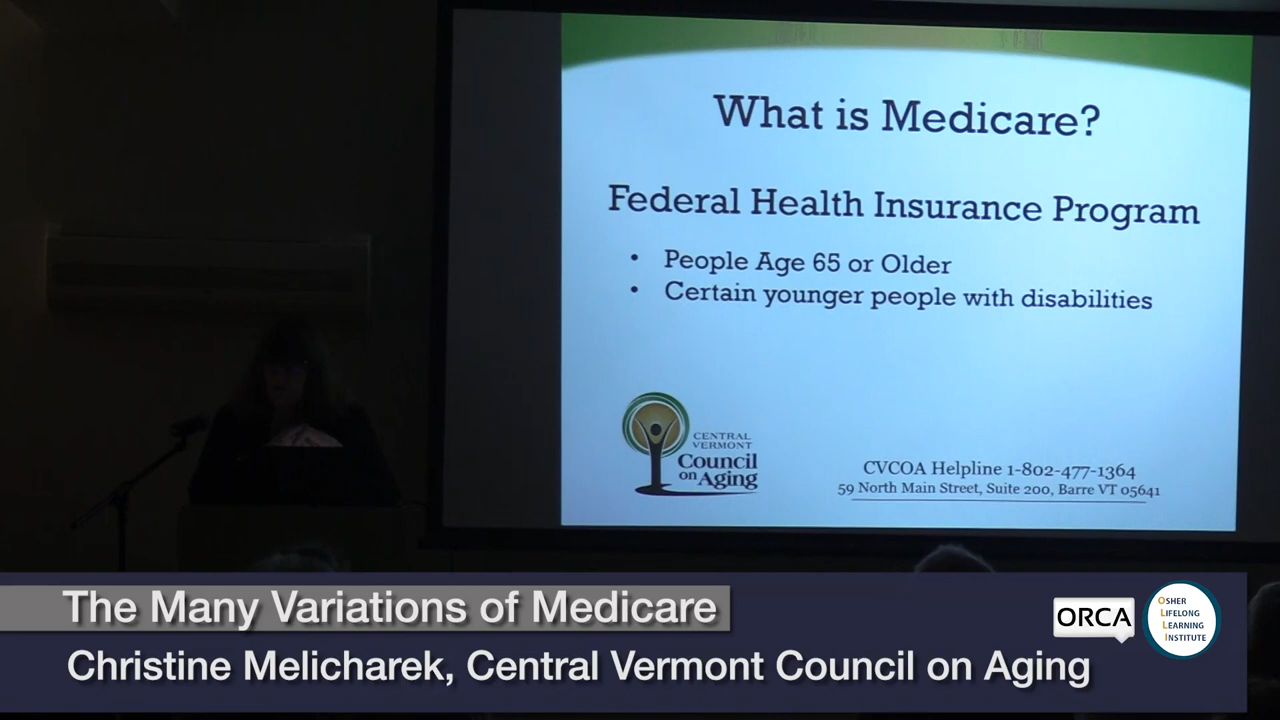 What is Medicare?
Federal Health Insurance Program
• People Age 65 or Older
• Certain younger people with disabilities
CENTRAL
VERMONT
Council
on Aging
CVCOA Helpline 1-802-477-1364
59 North Main Street, Suite 200, Barre VT 05641
The Many Variations of Medicare
Christine Melicharek, Central Vermont Council on Aging
ORCA
OSHER
LIFELONG
LEARNING
INSTITUTE